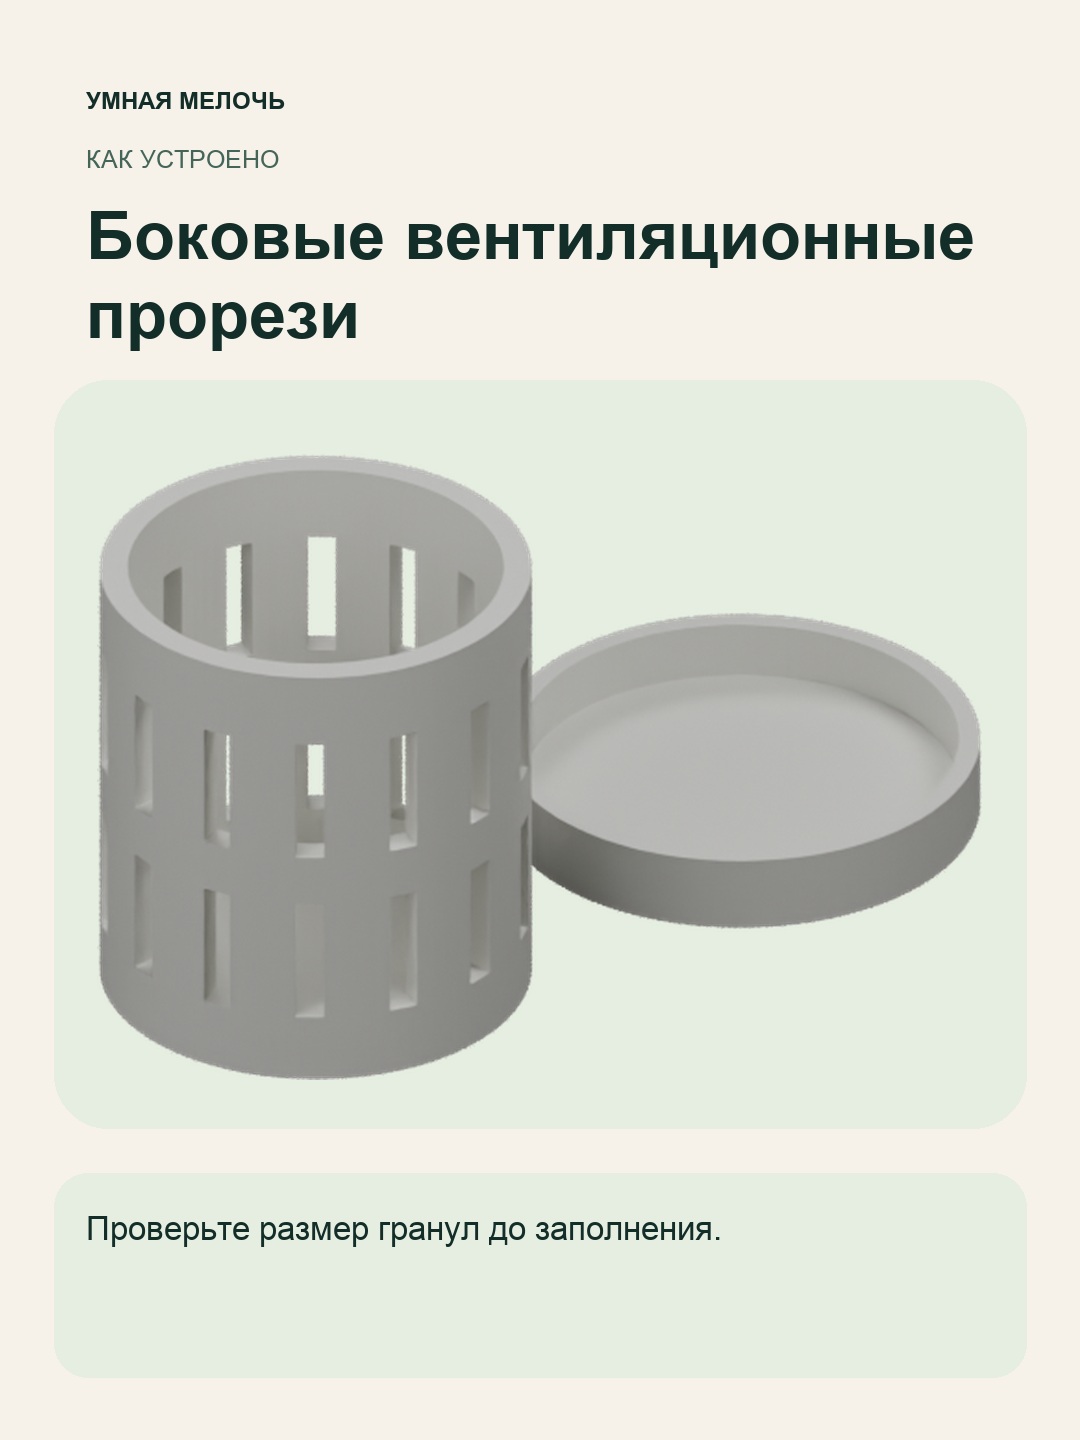 УМНАЯ МЕЛОЧЬ
КАК УСТРОЕНО
Боковые вентиляционные
прорези
Проверьте размер гранул до заполнения.